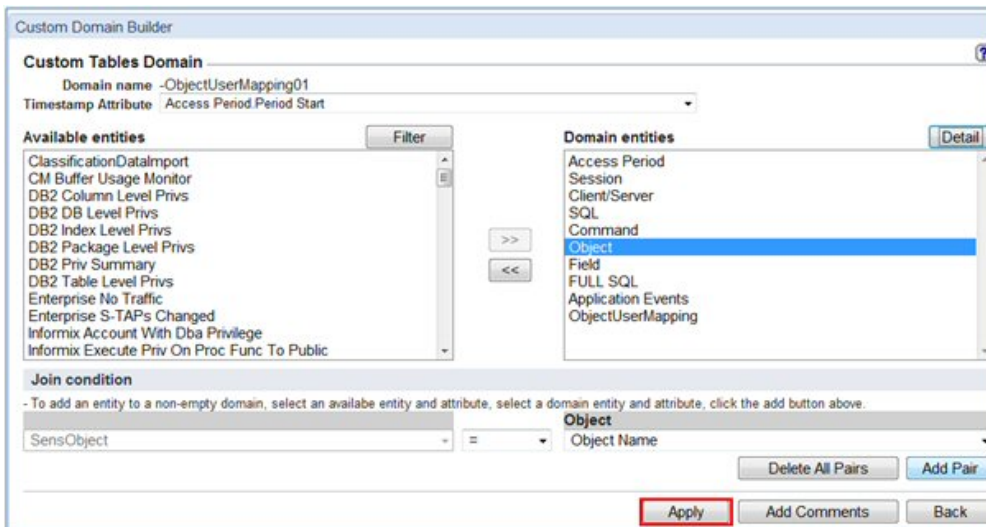 Custom Domain Builder
Custom Tables Domain
?
Domain name -ObjectUserMapping01
Timestamp Attribute Access Period.Period Start
Available entities Filter Domain entities Detail
ClassificationDataImport
CM Buffer Usage Monitor
DB2 Column Level Privs
DB2 DB Level Privs
DB2 Index Level Privs
DB2 Package Level Privs
DB2 Priv Summary
DB2 Table Level Privs
Enterprise No Traffic
Enterprise S-TAPs Changed
Informix Account With Dba Privilege
Informix Execute Priv On Proc Func To Public
>>
<<
Access Period
Session
Client/Server
SQL
Command
Object
Field
FULL SQL
Application Events
ObjectUserMapping
Join condition
- To add an entity to a non-empty domain, select an availabe entity and attribute, select a domain entity and attribute, click the add button above.
Object
SensObject = Object Name
Delete All Pairs Add Pair
Apply Add Comments Back